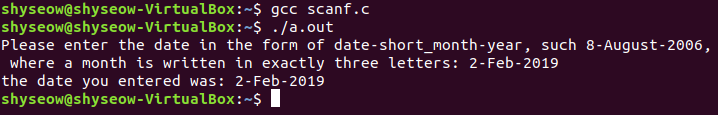 shyseow@shyseow-VirtualBox:~$ gcc scanf.c
shyseow@shyseow-VirtualBox:~$ ./a.out
Please enter the date in the form of date-short_month-year, such 8-August-2006,
 where a month is written in exactly three letters: 2-Feb-2019
the date you entered was: 2-Feb-2019
shyseow@shyseow-VirtualBox:~$